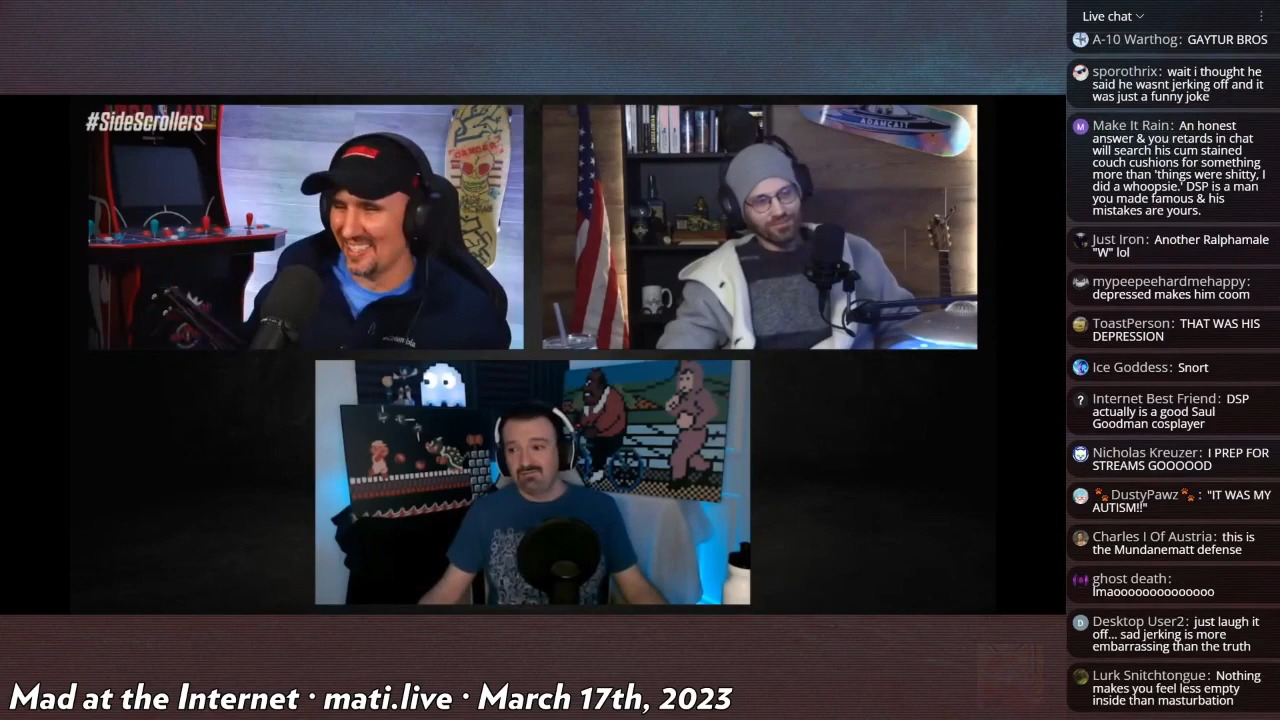 #SideScrollers
ADAMCAST
Live chat
A-10 Warthog: GAYTUR BROS
sporothrix: wait i thought he
said he wasnt jerking off and it
was just a funny joke
M
Make It Rain: An honest
answer & you retards in chat
will search his cum stained
couch cushions for something
more than 'things were shitty, I
did a whoopsie.' DSP is a man
you made famous & his
mistakes are yours.
Just Iron: Another Ralphamale
"W" lol
mypeepeehardmehappy:
depressed makes him coom
ToastPerson: THAT WAS HIS
DEPRESSION
Ice Goddess: Snort
?
Internet Best Friend: DSP
actually is a good Saul
Goodman cosplayer
Nicholas Kreuzer: I PREP FOR
STREAMS GOOOOOD
🐾DustyPawz🐾: "IT WAS MY
AUTISM!!"
Charles I Of Austria: this is
the Mundanematt defense
ghost death:
lmaoooooooooooooo
D
Desktop User2: just laugh it
off... sad jerking is more
embarrassing than the truth
Lurk Snitchtongue: Nothing
makes you feel less empty
inside than masturbation
Mad at the Internet · mati.live · March 17th, 2023